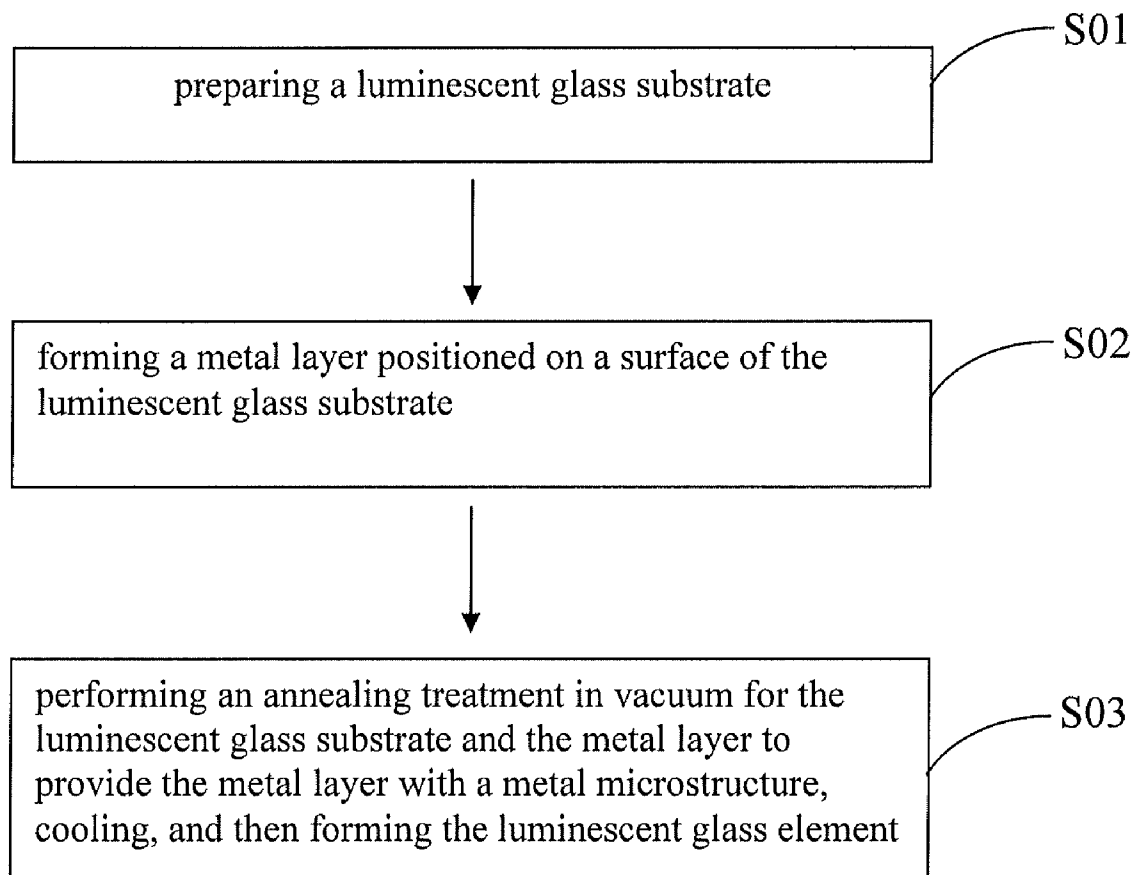 S01
preparing a luminescent glass substrate
S02
forming a metal layer positioned on a surface of the
luminescent glass substrate
S03
performing an annealing treatment in vacuum for the
luminescent glass substrate and the metal layer to
provide the metal layer with a metal microstructure,
cooling, and then forming the luminescent glass element